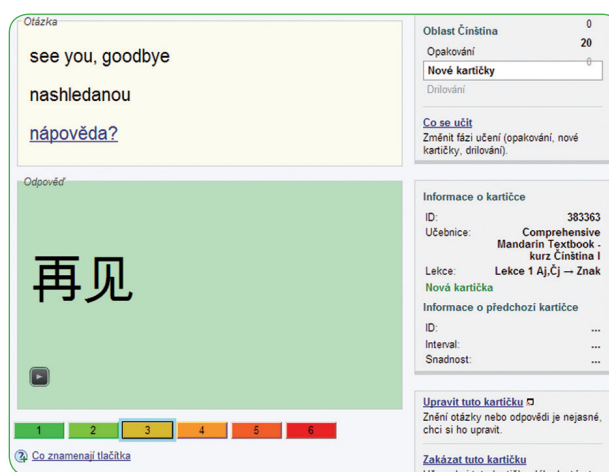 Otázka
see you, goodbye
nashledanou
nápověda?
Odpověď
再见
1 2 3 4 5 6
Co znamenají tlačítka
Oblast Čínština 0
Opakování 20
Nové kartičky 0
Drilování
Co se učit
Změnit fázi učení (opakování, nové
kartičky, drilování).
Informace o kartičce
ID: 383363
Učebnice: Comprehensive
Mandarin Textbook -
kurz Čínština I
Lekce: Lekce 1 Aj,Čj → Znak
Nová kartička
Informace o předchozí kartičce
ID: ...
Interval: ...
Snadnost: ...
Upravit tuto kartičku
Znění otázky nebo odpovědi je nejasné,
chci si ho upravit.
Zakázat tuto kartičku